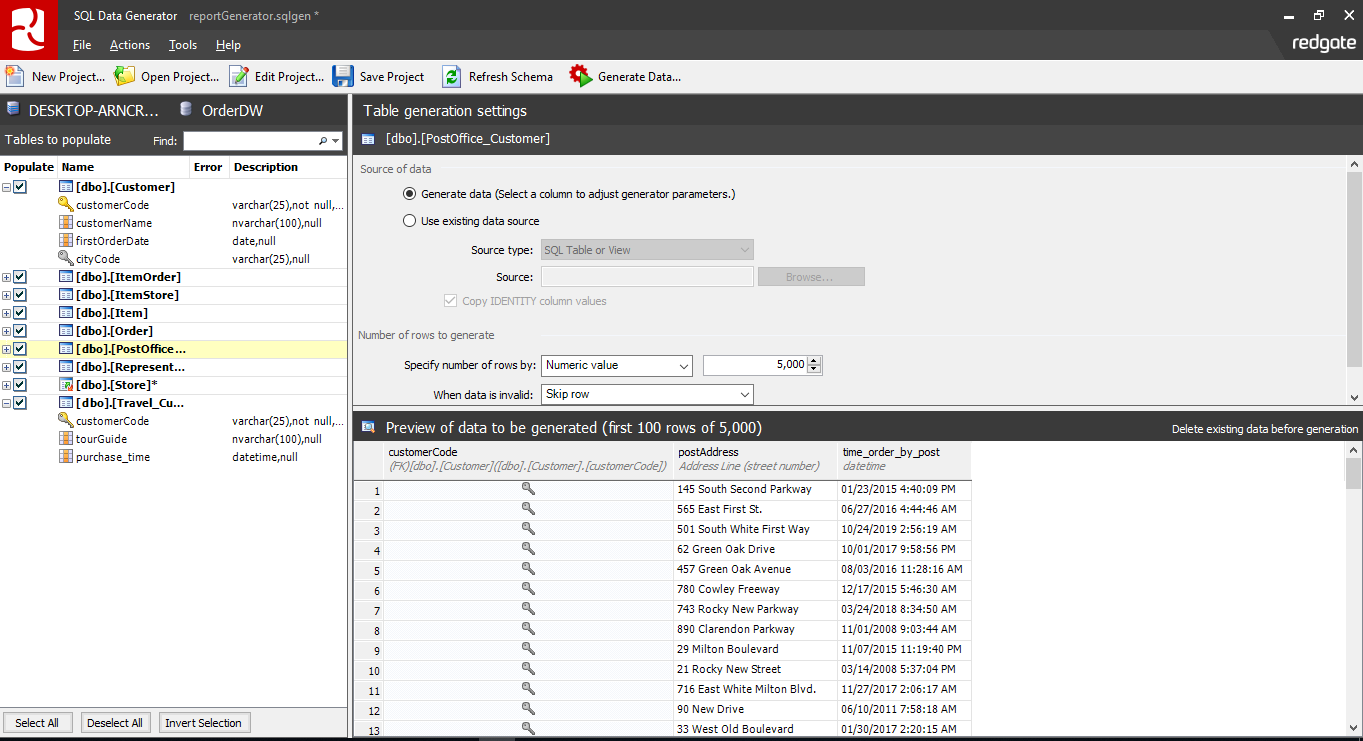 SQL Data Generator reportGenerator.sqlgen *
File Actions Tools Help
redgate
New Project... Open Project... Edit Project... Save Project Refresh Schema Generate Data...
DESKTOP-ARNCR... OrderDW
Tables to populate Find:
Populate Name Error Description
[dbo].[Customer]
customerCode varchar(25),not null,...
customerName nvarchar(100),null
firstOrderDate date,null
cityCode varchar(25),null
[dbo].[ItemOrder]
[dbo].[ItemStore]
[dbo].[Item]
[dbo].[Order]
[dbo].[PostOffice...
[dbo].[Represent...
[dbo].[Store]*
[dbo].[Travel_Cu...
customerCode varchar(25),not null,...
tourGuide nvarchar(100),null
purchase_time datetime,null
Select All Deselect All Invert Selection
Table generation settings
[dbo].[PostOffice_Customer]
Source of data
Generate data (Select a column to adjust generator parameters.)
Use existing data source
Source type: SQL Table or View
Source: Browse...
Copy IDENTITY column values
Number of rows to generate
Specify number of rows by: Numeric value 5,000
When data is invalid: Skip row
Preview of data to be generated (first 100 rows of 5,000) Delete existing data before generation
customerCode postAddress time_order_by_post
(FK)[dbo].[Customer]([dbo].[Customer].[customerCode]) Address Line (street number) datetime
1 145 South Second Parkway 01/23/2015 4:40:09 PM
2 565 East First St. 06/27/2016 4:44:46 AM
3 501 South White First Way 10/24/2019 2:56:19 AM
4 62 Green Oak Drive 10/01/2017 9:58:56 PM
5 457 Green Oak Avenue 08/03/2016 11:28:16 AM
6 780 Cowley Freeway 12/17/2015 5:46:30 AM
7 743 Rocky New Parkway 03/24/2018 8:34:50 AM
8 890 Clarendon Parkway 11/01/2008 9:03:44 AM
9 29 Milton Boulevard 11/07/2015 11:19:40 PM
10 21 Rocky New Street 03/14/2008 5:37:04 PM
11 716 East White Milton Blvd. 11/27/2017 2:06:17 AM
12 90 New Drive 06/10/2011 7:58:18 AM
13 33 West Old Boulevard 01/30/2017 2:20:15 AM